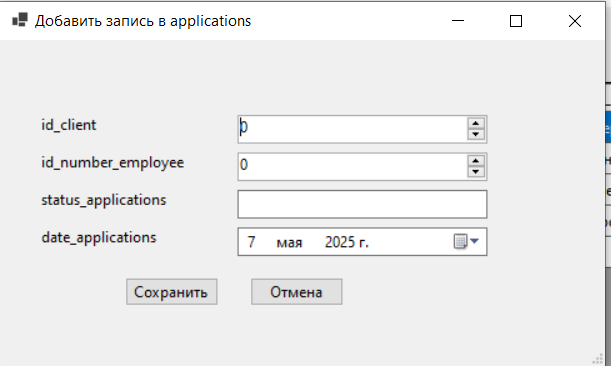 Добавить запись в applications
id_client 0
id_number_employee 0
status_applications
date_applications 7 мая 2025 г.
Сохранить Отмена